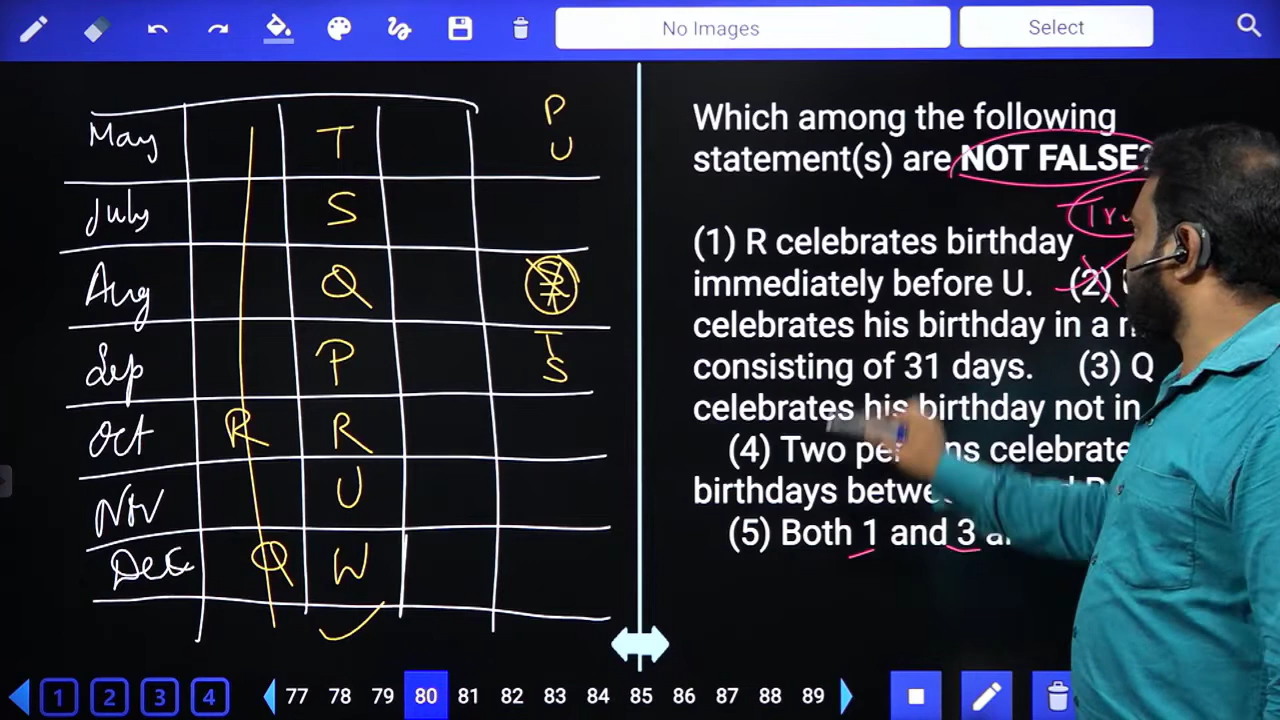 No Images
Select
May T P
U
July S
Aug Q
Sep P T
S
Oct R R
Nov U
Dec Q W
Which among the following
statement(s) are NOT FALSE?
(1) R celebrates birthday
immediately before U. (2)
celebrates his birthday in a
consisting of 31 days. (3) Q
celebrates his birthday not in
(4) Two celebrate
birthdays
(5) Both 1 and 3
1 2 3 4 77 78 79 80 81 82 83 84 85 86 87 88 89